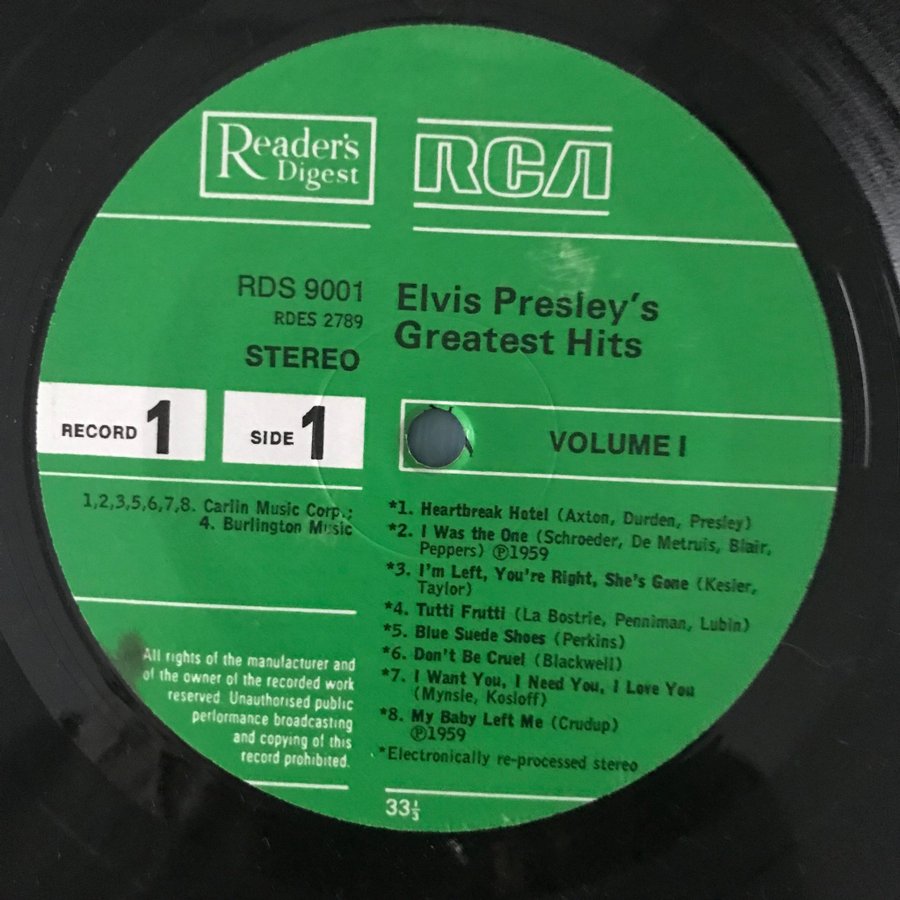 Reader's
Digest
RCA
RDS 9001
RDES 2789
STEREO
Elvis Presley's
Greatest Hits
RECORD 1
SIDE 1
VOLUME I
1,2,3,5,6,7,8. Carlin Music Corp.;
4. Burlington Music
*1. Heartbreak Hotel (Axton, Durden, Presley)
*2. I Was the One (Schroeder, De Metruis, Blair,
Peppers) ℗1959
*3. I'm Left, You're Right, She's Gone (Kesler,
Taylor)
*4. Tutti Frutti (La Bostrie, Penniman, Lubin)
*5. Blue Suede Shoes (Perkins)
*6. Don't Be Cruel (Blackwell)
*7. I Want You, I Need You, I Love You
(Mynsle, Kosloff)
*8. My Baby Left Me (Crudup)
℗1959
*Electronically re-processed stereo
All rights of the manufacturer and
of the owner of the recorded work
reserved. Unauthorised public
performance broadcasting
and copying of this
record prohibited.
33⅓